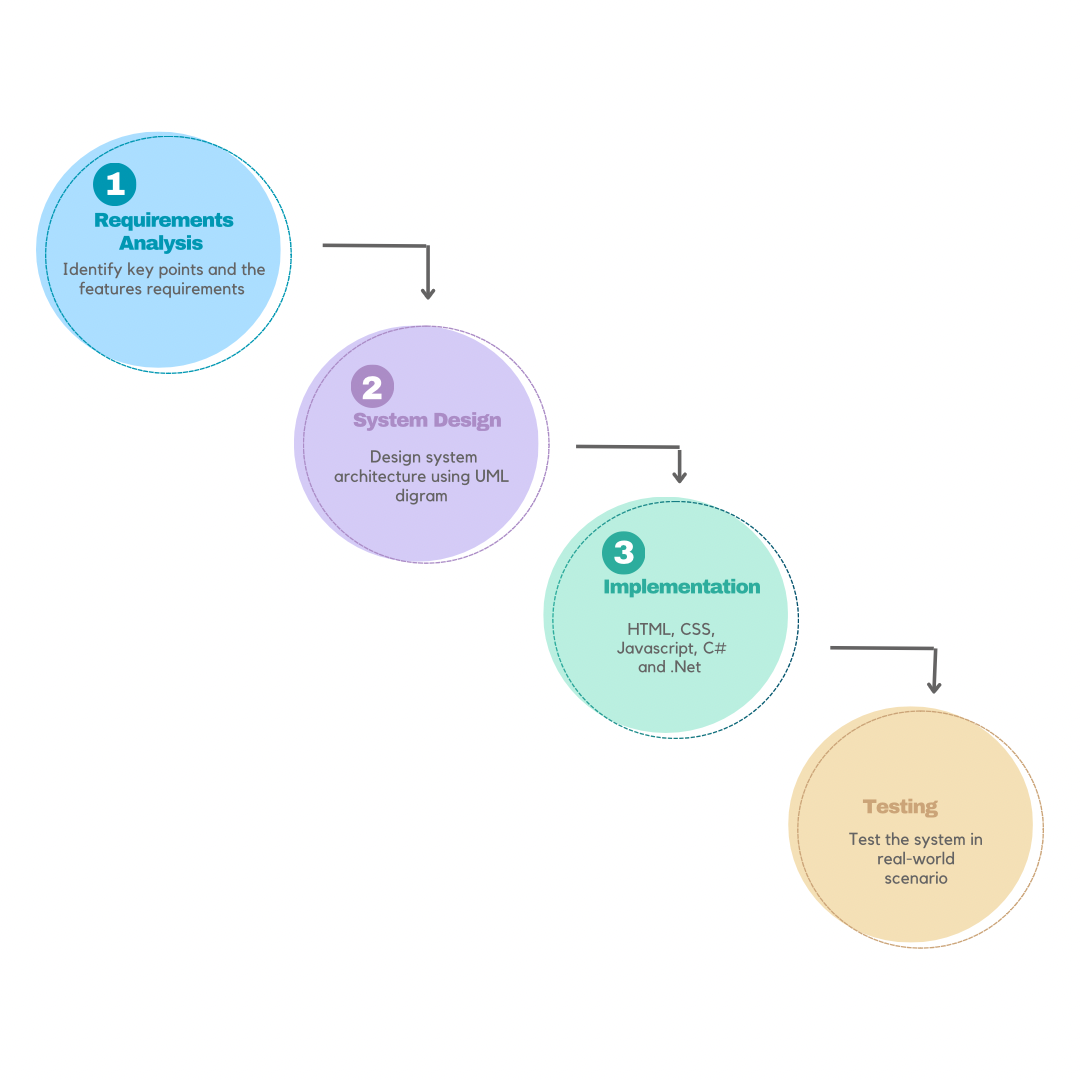 1
Requirements
Analysis
Identify key points and the
features requirements
2
System Design
Design system
architecture using UML
digram
3
Implementation
HTML, CSS,
Javascript, C#
and .Net
Testing
Test the system in
real-world
scenario